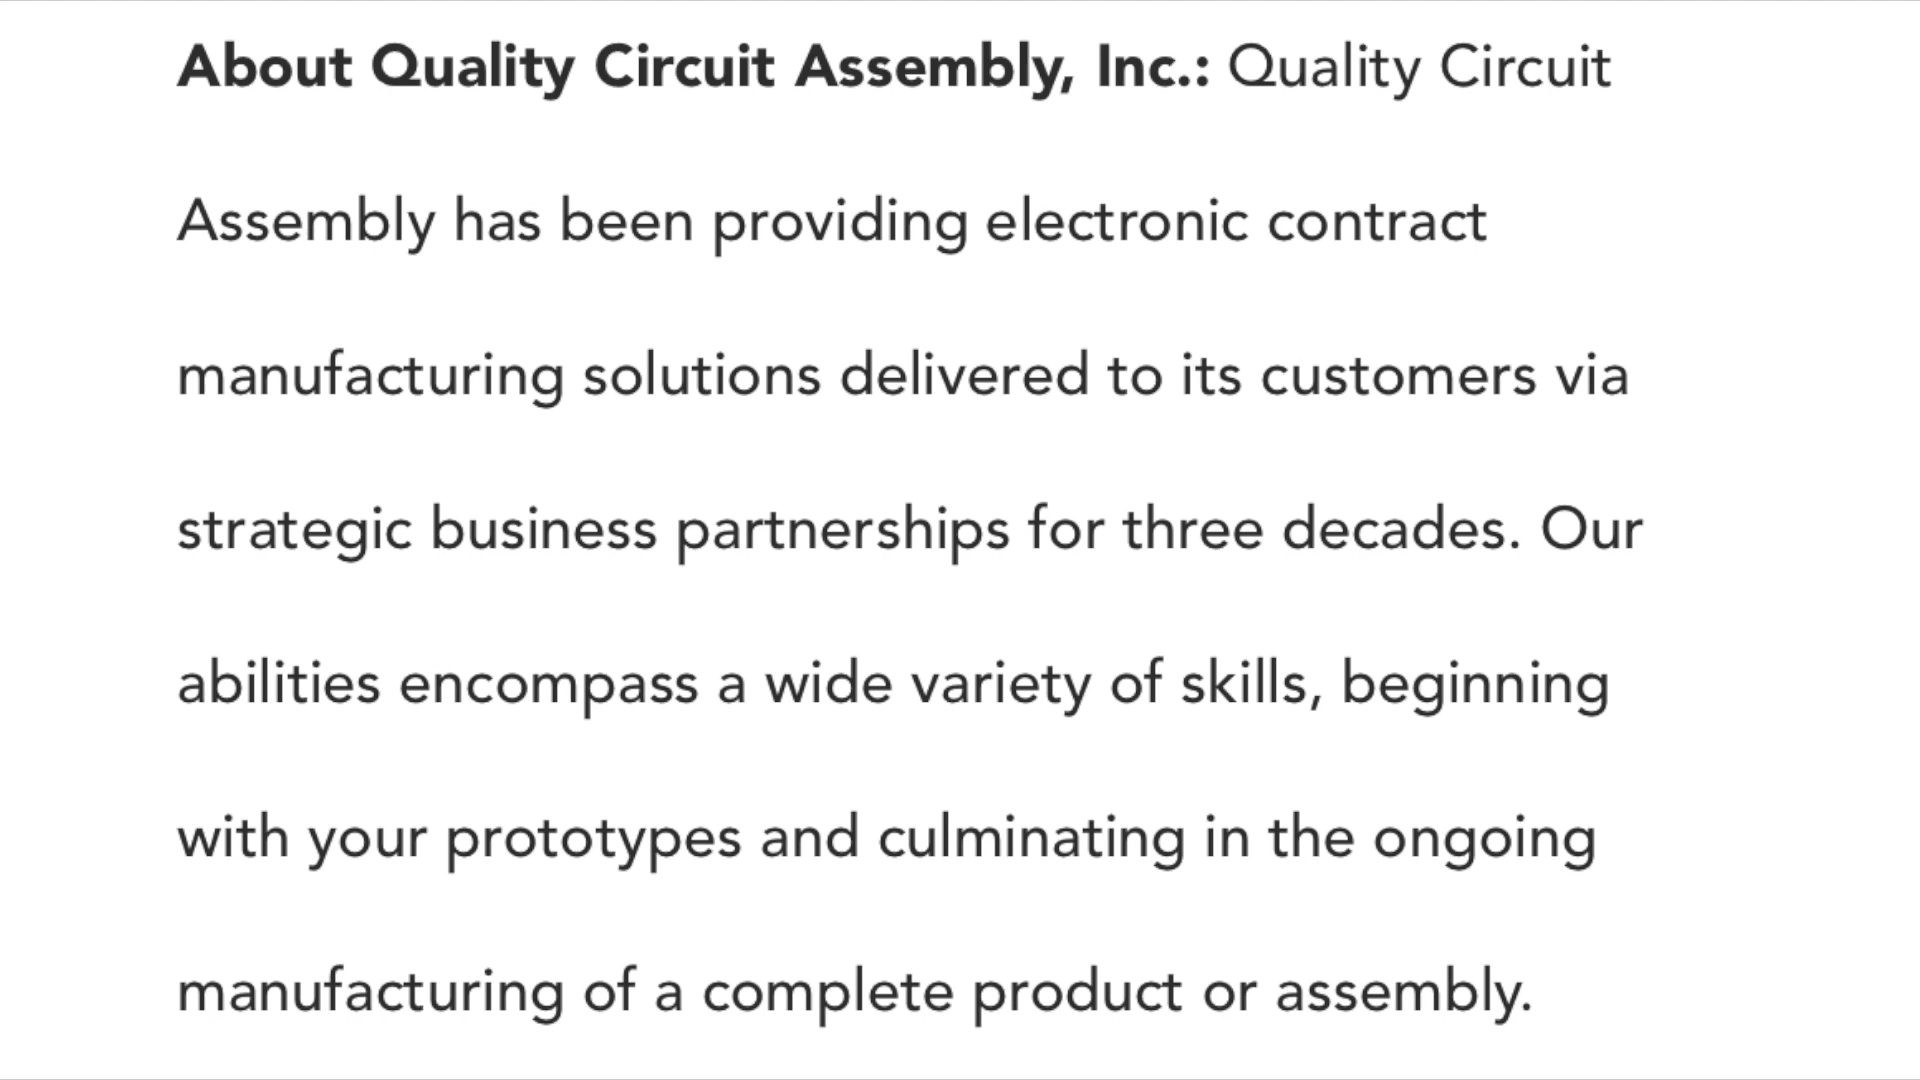 About Quality Circuit Assembly, Inc.: Quality Circuit
Assembly has been providing electronic contract
manufacturing solutions delivered to its customers via
strategic business partnerships for three decades. Our
abilities encompass a wide variety of skills, beginning
with your prototypes and culminating in the ongoing
manufacturing of a complete product or assembly.